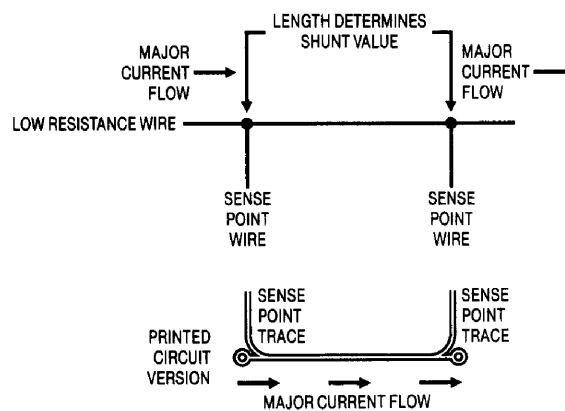 LENGTH DETERMINES
SHUNT VALUE
MAJOR
CURRENT
FLOW
MAJOR
CURRENT
FLOW
LOW RESISTANCE WIRE
SENSE
POINT
WIRE
SENSE
POINT
WIRE
SENSE
POINT
TRACE
SENSE
POINT
TRACE
PRINTED
CIRCUIT
VERSION
MAJOR CURRENT FLOW